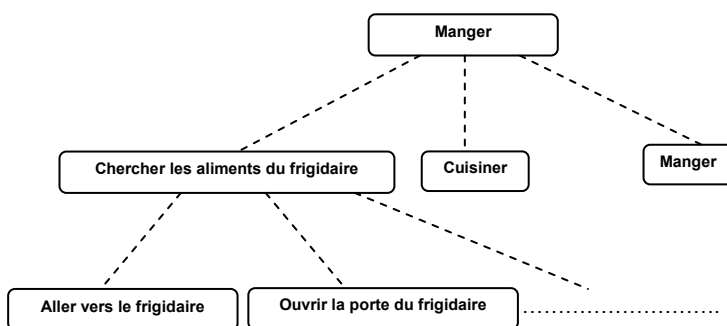 Manger
Chercher les aliments du frigidaire
Cuisiner
Manger
Aller vers le frigidaire
Ouvrir la porte du frigidaire